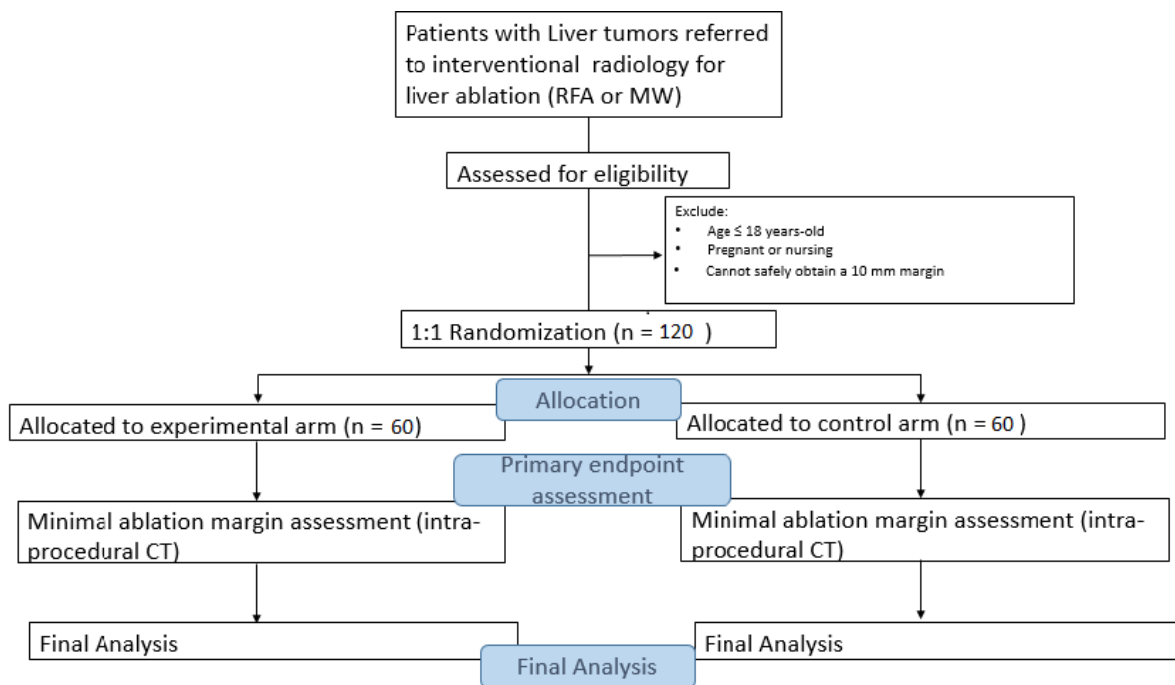 Patients with Liver tumors referred
to interventional radiology for
liver ablation (RFA or MW)
Assessed for eligibility
Exclude:
• Age ≤ 18 years-old
• Pregnant or nursing
• Cannot safely obtain a 10 mm margin
1:1 Randomization (n = 120 )
Allocation
Allocated to experimental arm (n = 60)
Allocated to control arm (n = 60 )
Primary endpoint
assessment
Minimal ablation margin assessment (intra-
procedural CT)
Minimal ablation margin assessment (intra-
procedural CT)
Final Analysis
Final Analysis
Final Analysis